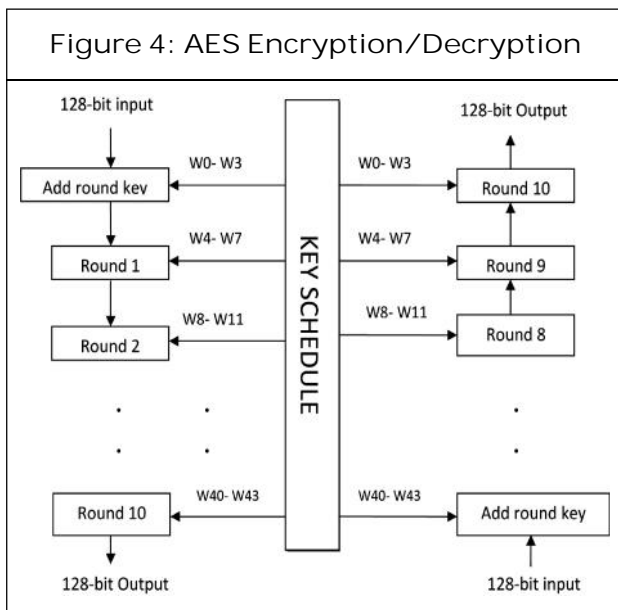 Figure 4: AES Encryption/Decryption
128-bit input
128-bit Output
W0- W3
W0- W3
Add round key
Round 10
KEY SCHEDULE
W4- W7
W4- W7
Round 1
Round 9
W8- W11
W8- W11
Round 2
Round 8
W40- W43
W40- W43
Round 10
Add round key
128-bit Output
128-bit input